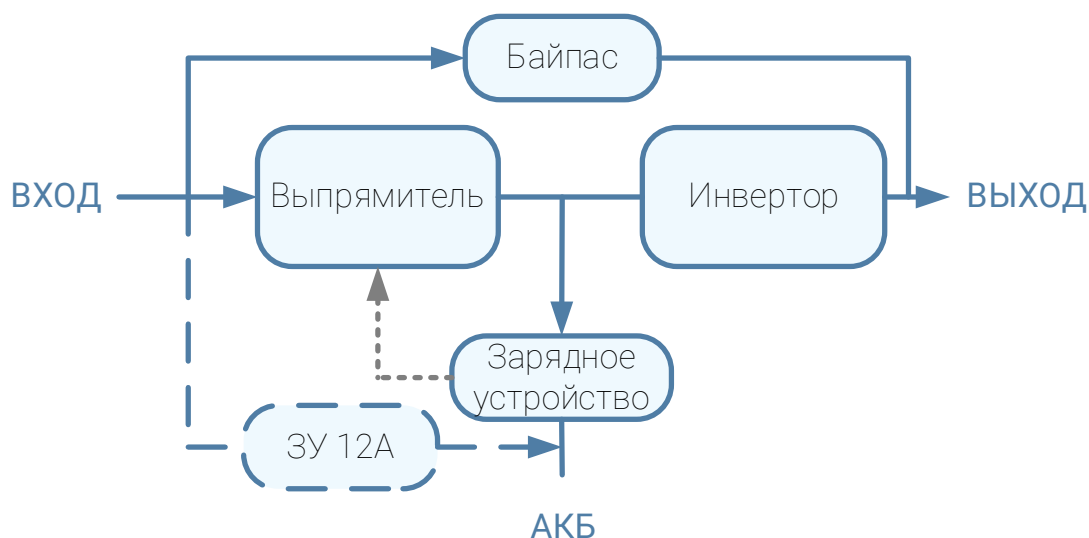 Байпас
ВХОД
Выпрямитель
Инвертор
ВЫХОД
Зарядное
устройство
ЗУ 12А
АКБ